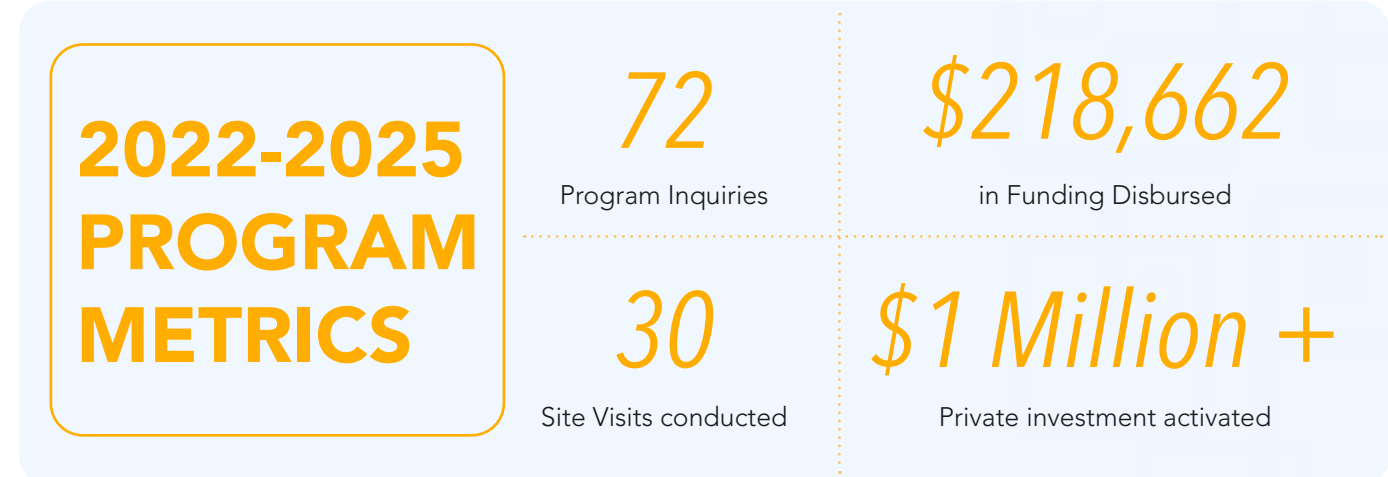 2022-2025
PROGRAM
METRICS
72
Program Inquiries
$218,662
in Funding Disbursed
30
Site Visits conducted
$1 Million +
Private investment activated